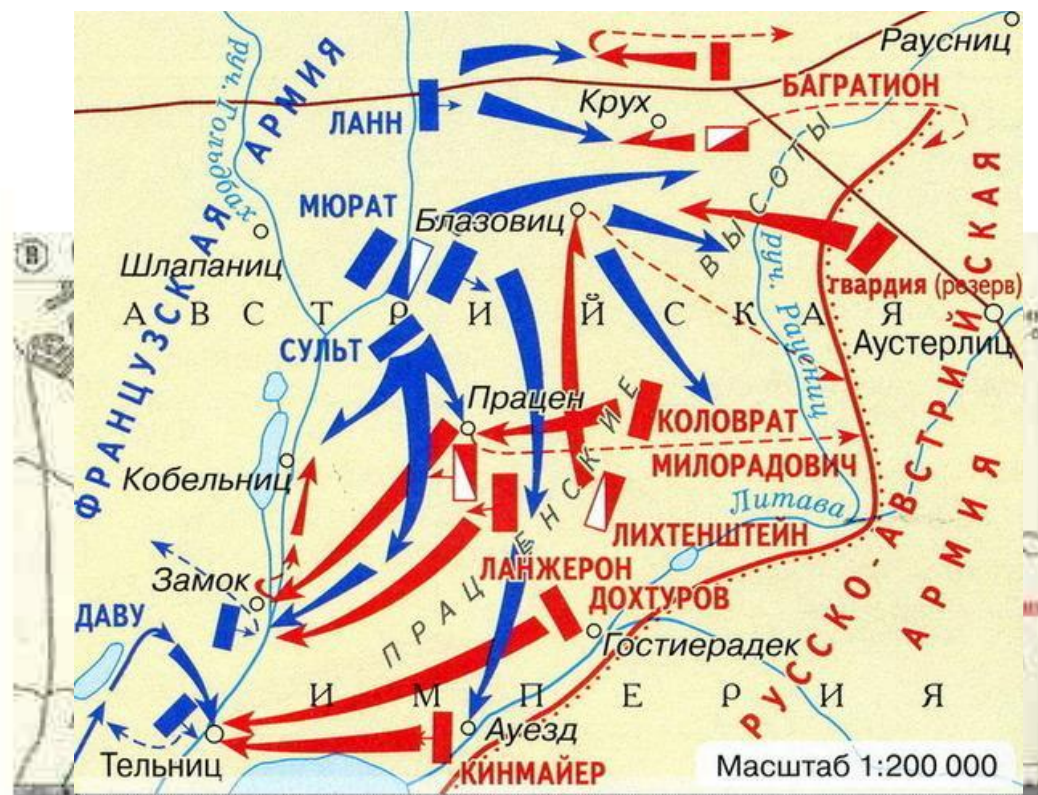 Раусниц
БАГРАТИОН
руч. Гольдбах
ФРАНЦУЗСКАЯ АРМИЯ
ЛАНН
Крух
МЮРАТ
Блазовиц
ВЫСОТЫ
Шлапаниц
гвардия (резерв)
АВСТРИЙСКАЯ
руч. Рауениц
Аустерлиц
СУЛЬТ
Працен
КОЛОВРАТ
МИЛОРАДОВИЧ
Кобельниц
Литава
ЛИХТЕНШТЕЙН
ПРАЦЕНСКИЕ
ЛАНЖЕРОН
Замок
ДОХТУРОВ
ДАВУ
Гостиерадек
РУССКО-АВСТРИЙСКАЯ
АРМИЯ
ИМПЕРИЯ
Ауезд
Тельниц
КИНМАЙЕР
Масштаб 1:200 000